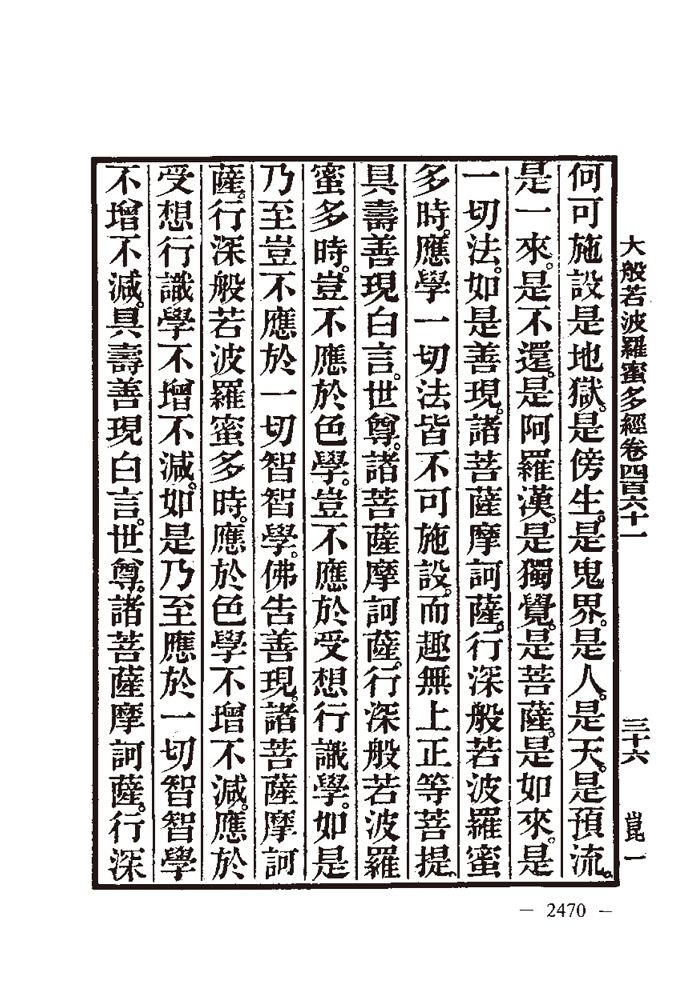 大般若波羅蜜多經卷四百六十一　三十六　崑一
何可施設是地獄。是傍生。是鬼界。是人。是天。是預流。
是一來。是不還。是阿羅漢。是獨覺。是菩薩。是如來。是
一切法。如是善現。諸菩薩摩訶薩。行深般若波羅蜜
多時。應學一切法皆不可施設。而趣無上正等菩提。
具壽善現白言。世尊。諸菩薩摩訶薩。行深般若波羅
蜜多時。豈不應於色學。豈不應於受想行識學。如是
乃至豈不應於一切智智學。佛告善現。諸菩薩摩訶
薩。行深般若波羅蜜多時。應於色學不增不減。應於
受想行識學不增不減。如是乃至應於一切智智學
不增不減。具壽善現白言。世尊。諸菩薩摩訶薩。行深
— 2470 —